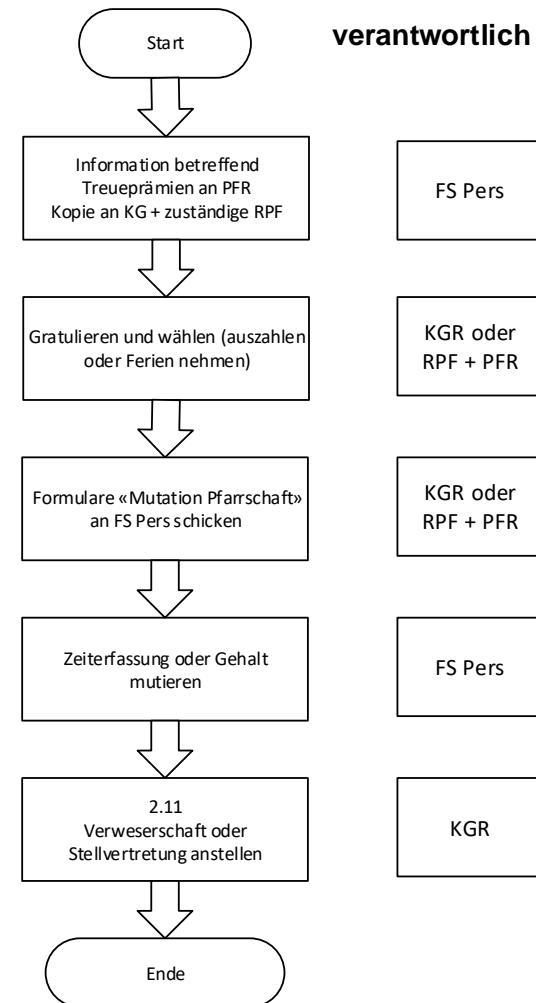 Start
verantwortlich
Information betreffend
Treueprämien an PFR
Kopie an KG + zuständige RPF
FS Pers
Gratulieren und wählen (auszahlen
oder Ferien nehmen)
KGR oder
RPF + PFR
Formulare «Mutation Pfarrschaft»
an FS Pers schicken
KGR oder
RPF + PFR
Zeiterfassung oder Gehalt
mutieren
FS Pers
2.11
Verweserschaft oder
Stellvertretung anstellen
KGR
Ende